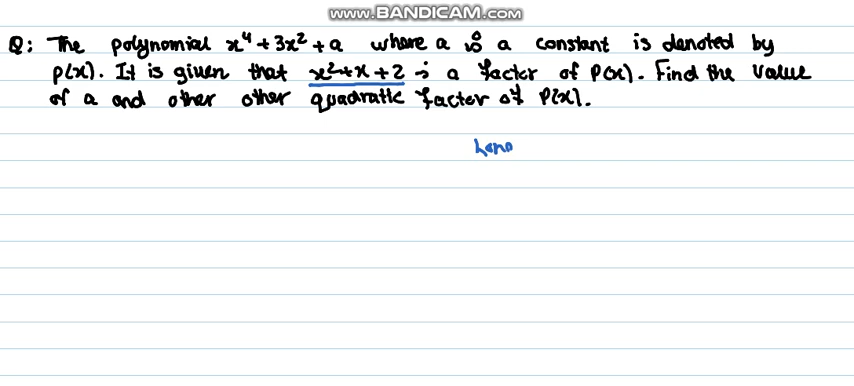 www.BANDICAM.com
Q: The polynomial x⁴ + 3x² + a where a is a constant is denoted by
p(x). It is given that x² + x + 2 is a factor of P(x). Find the value
of a and other other quadratic factor of P(x).